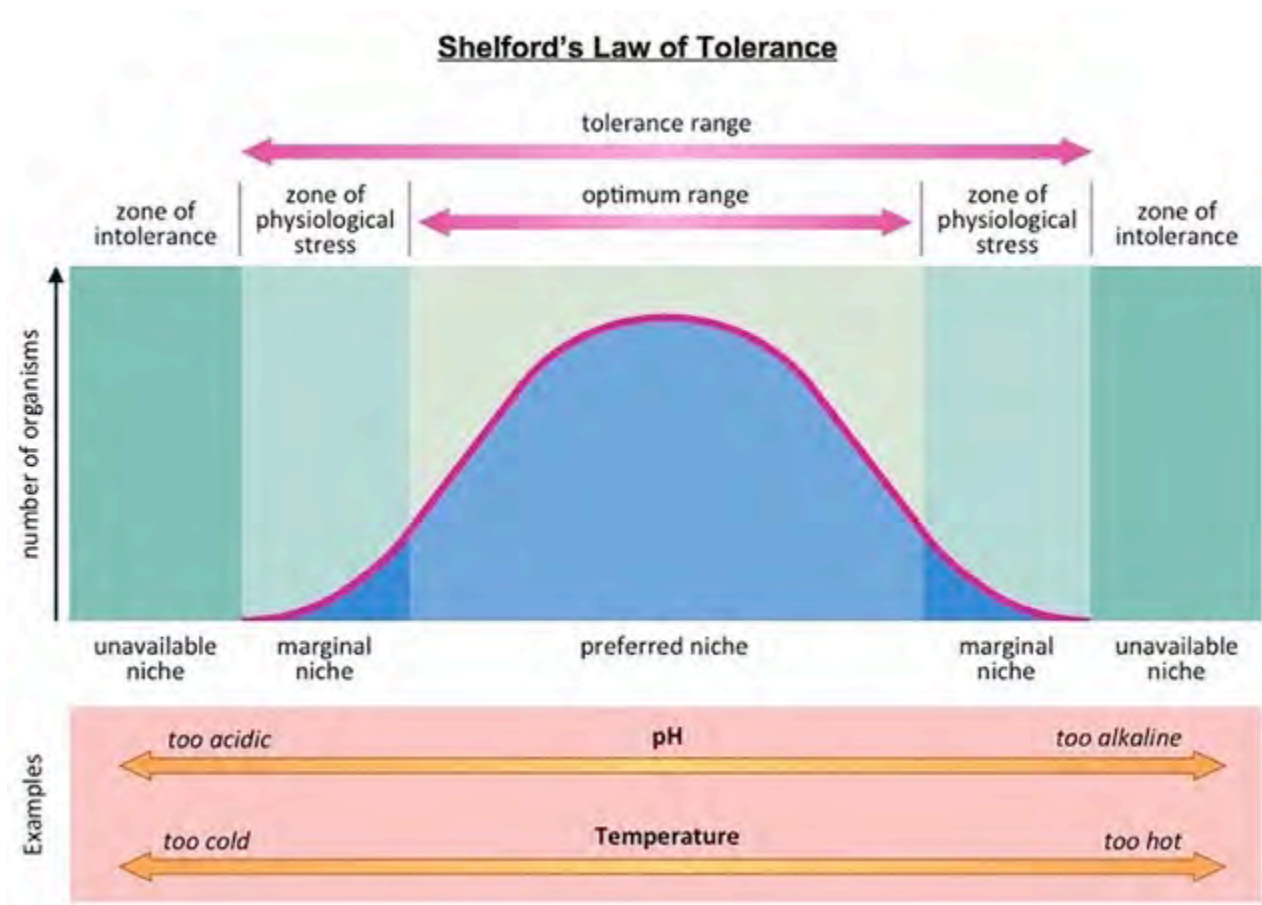 Shelford's Law of Tolerance
tolerance range
zone of
intolerance
zone of
physiological
stress
optimum range
zone of
physiological
stress
zone of
intolerance
number of organisms
unavailable
niche
marginal
niche
preferred niche
marginal
niche
unavailable
niche
Examples
too acidic
pH
too alkaline
too cold
Temperature
too hot